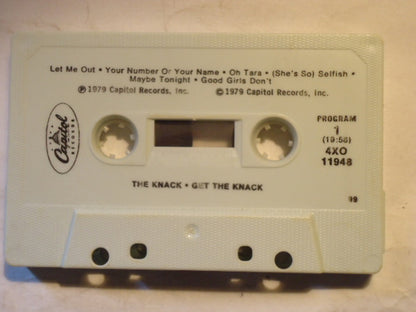 Let Me Out • Your Number Or Your Name • Oh Tara • (She's So) Selfish •
Maybe Tonight • Good Girls Don't
℗1979 Capitol Records, Inc. ©1979 Capitol Records, Inc.
PROGRAM
1
(19:56)
4XO
11948
Capitol
RECORDS
THE KNACK • GET THE KNACK